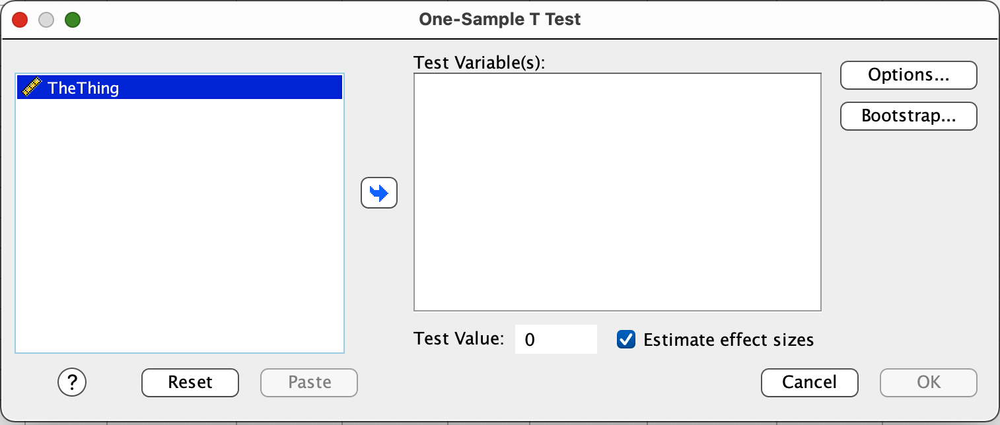 One-Sample T Test
TheThing
Test Variable(s):
Options...
Bootstrap...
Test Value: 0
Estimate effect sizes
?
Reset
Paste
Cancel
OK